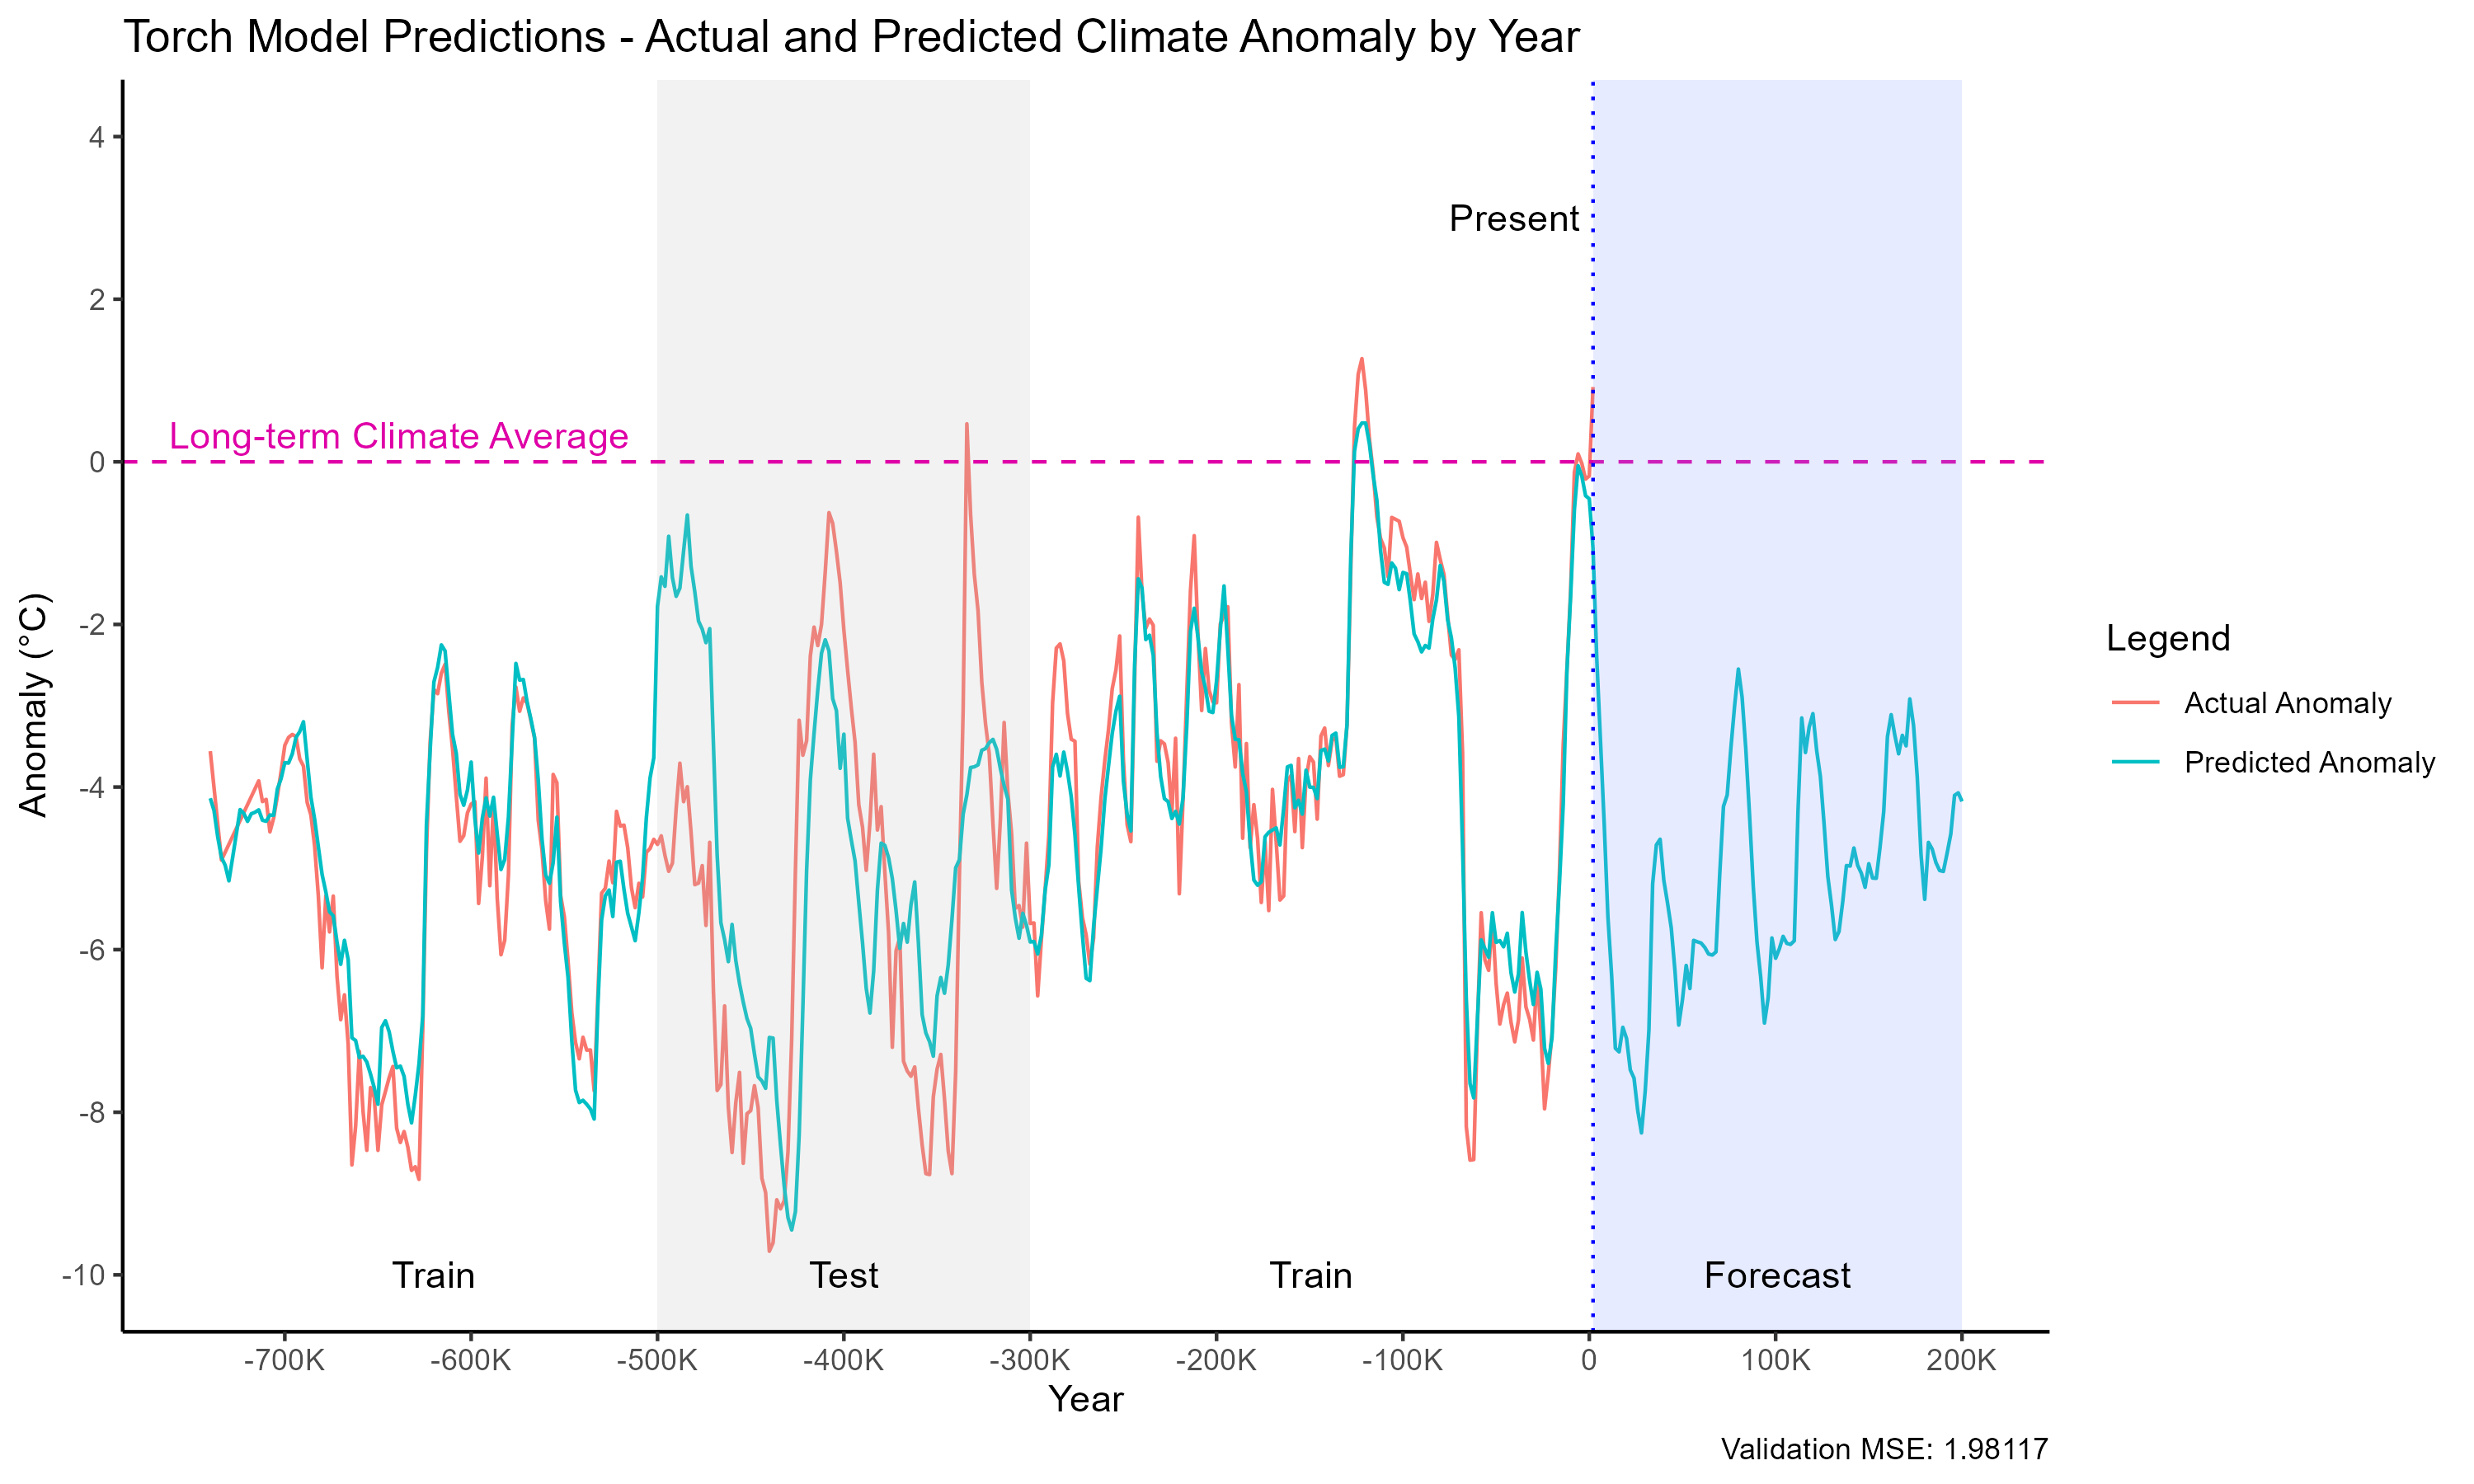 Torch Model Predictions - Actual and Predicted Climate Anomaly by Year
Anomaly (°C)
4
2
0
-2
-4
-6
-8
-10
Present
Long-term Climate Average
Train
Test
Train
Forecast
-700K
-600K
-500K
-400K
-300K
-200K
-100K
0
100K
200K
Year
Legend
Actual Anomaly
Predicted Anomaly
Validation MSE: 1.98117